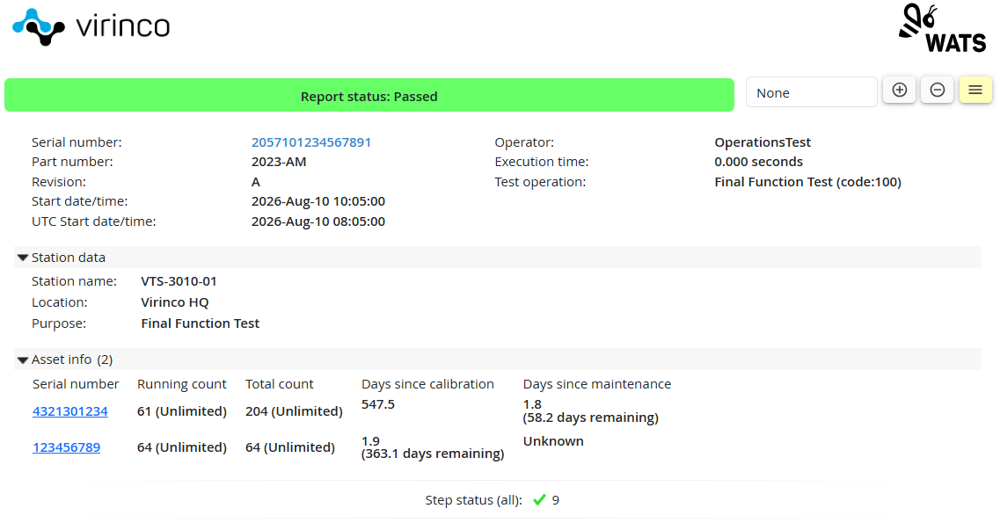 virinco
WATS
Report status: Passed
None
Serial number: 2057101234567891 Operator: OperationsTest
Part number: 2023-AM Execution time: 0.000 seconds
Revision: A Test operation: Final Function Test (code:100)
Start date/time: 2026-Aug-10 10:05:00
UTC Start date/time: 2026-Aug-10 08:05:00
Station data
Station name: VTS-3010-01
Location: Virinco HQ
Purpose: Final Function Test
Asset info (2)
Serial number Running count Total count Days since calibration Days since maintenance
4321301234 61 (Unlimited) 204 (Unlimited) 547.5 1.8
(58.2 days remaining)
123456789 64 (Unlimited) 64 (Unlimited) 1.9 Unknown
(363.1 days remaining)
Step status (all): 9